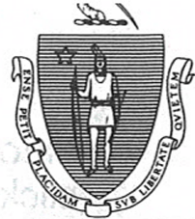 ENSE PETIT
PLACIDAM
SVB LIBERTATE
QVIETEM